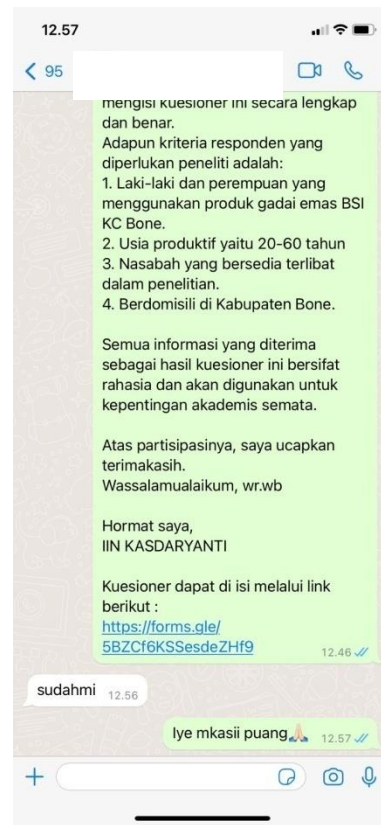 12.57
95
mengisi kuesioner ini secara lengkap
dan benar.
Adapun kriteria responden yang
diperlukan peneliti adalah:
1. Laki-laki dan perempuan yang
menggunakan produk gadai emas BSI
KC Bone.
2. Usia produktif yaitu 20-60 tahun
3. Nasabah yang bersedia terlibat
dalam penelitian.
4. Berdomisili di Kabupaten Bone.
Semua informasi yang diterima
sebagai hasil kuesioner ini bersifat
rahasia dan akan digunakan untuk
kepentingan akademis semata.
Atas partisipasinya, saya ucapkan
terimakasih.
Wassalamualaikum, wr.wb
Hormat saya,
IIN KASDARYANTI
Kuesioner dapat di isi melalui link
berikut :
https://forms.gle/
5BZCf6KSSesdeZHf9
12.46
sudahmi 12.56
Iye mkasii puang🙏🏻 12.57